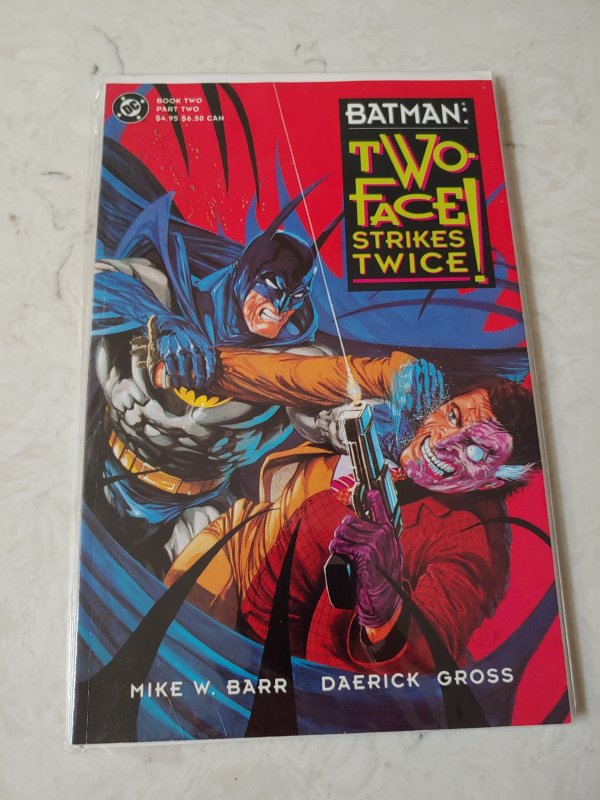 DC
BOOK TWO
PART TWO
$4.95 $6.50 CAN
BATMAN:
TWO-
FACE!
STRIKES
TWICE
MIKE W. BARR DAERICK GROSS